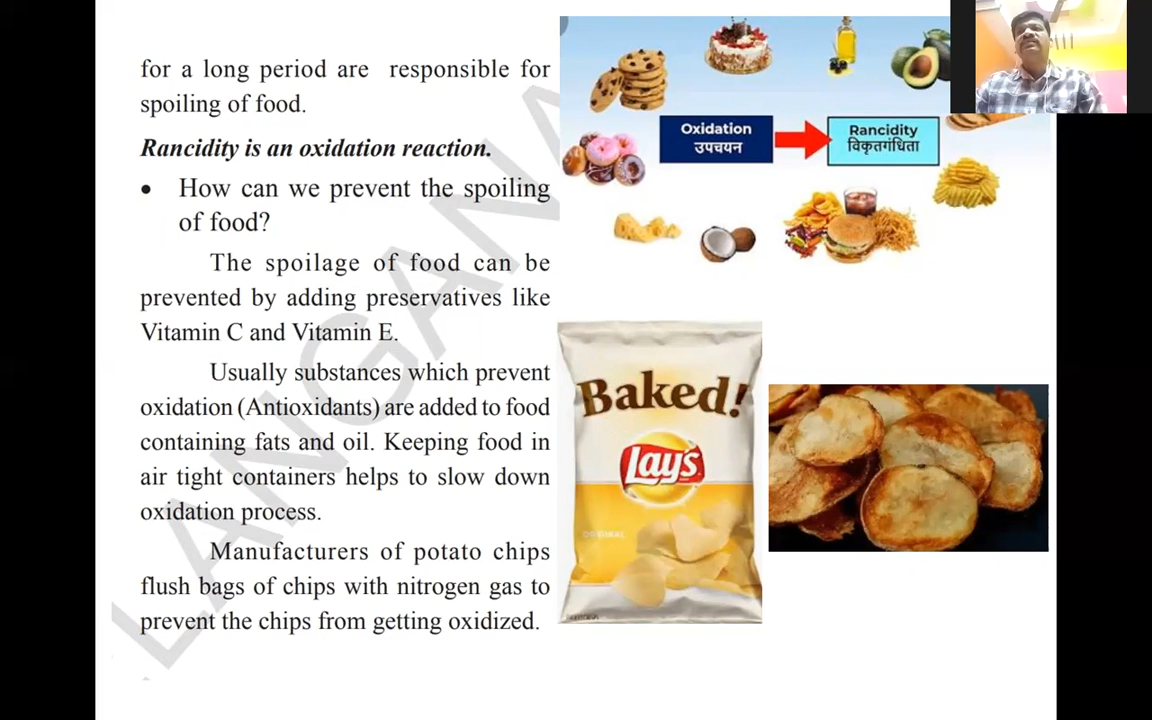 for a long period are responsible for
spoiling of food.
Rancidity is an oxidation reaction.
• How can we prevent the spoiling
of food?
The spoilage of food can be
prevented by adding preservatives like
Vitamin C and Vitamin E.
Usually substances which prevent
oxidation (Antioxidants) are added to food
containing fats and oil. Keeping food in
air tight containers helps to slow down
oxidation process.
Manufacturers of potato chips
flush bags of chips with nitrogen gas to
prevent the chips from getting oxidized.
Oxidation
उपचयन
Rancidity
विकृतगंधिता
Baked!
Lay's
ORIGINAL
LANGANA